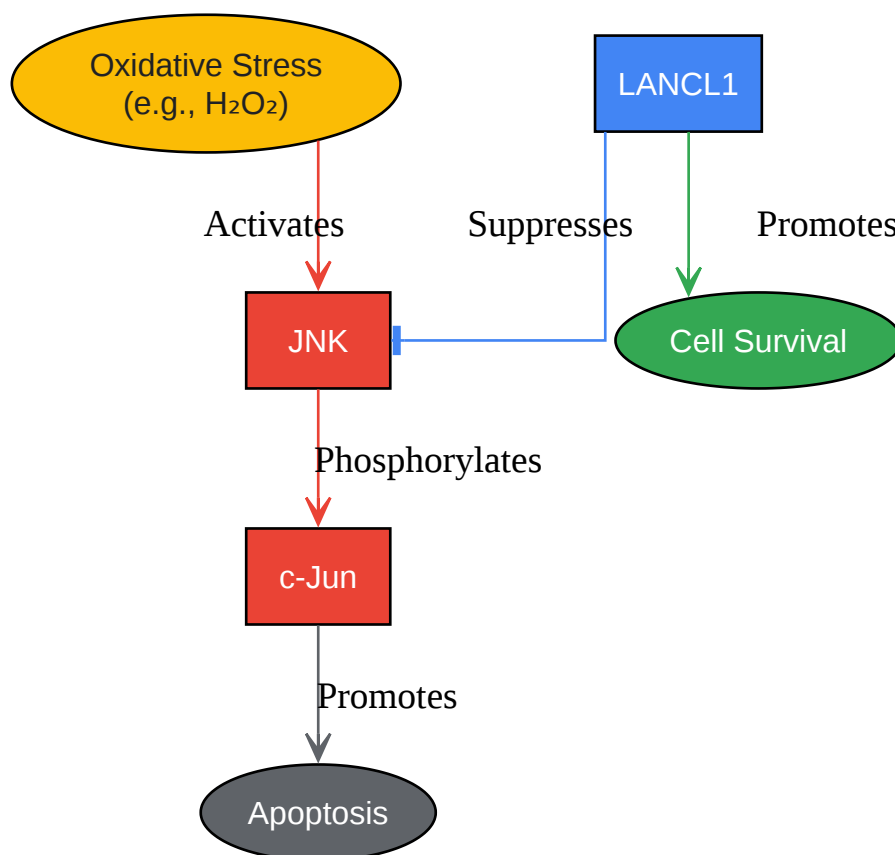 Oxidative Stress
(e.g., H₂O₂)
LANCL1
Activates
Suppresses
Promotes
JNK
Cell Survival
Phosphorylates
c-Jun
Promotes
Apoptosis